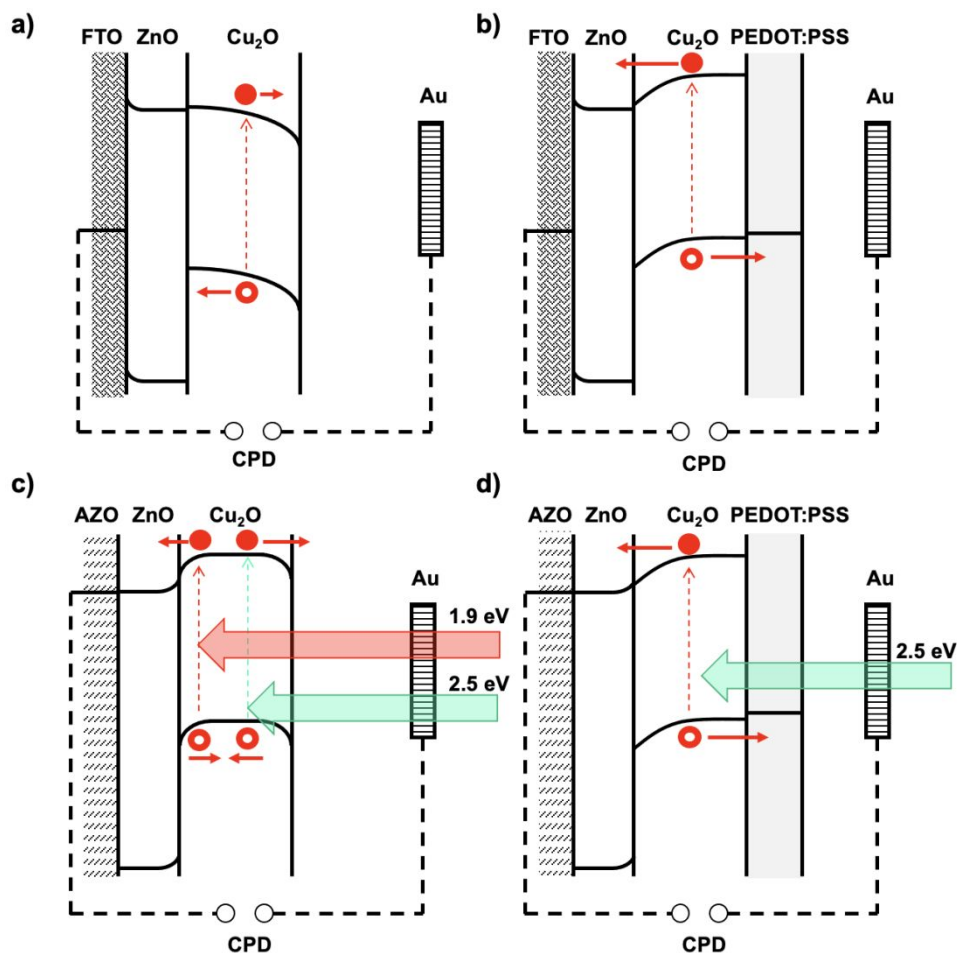 a)
FTO ZnO Cu₂O
Au
CPD
b)
FTO ZnO Cu₂O PEDOT:PSS
Au
CPD
c)
AZO ZnO Cu₂O
Au
1.9 eV
2.5 eV
CPD
d)
AZO ZnO Cu₂O PEDOT:PSS
Au
2.5 eV
CPD